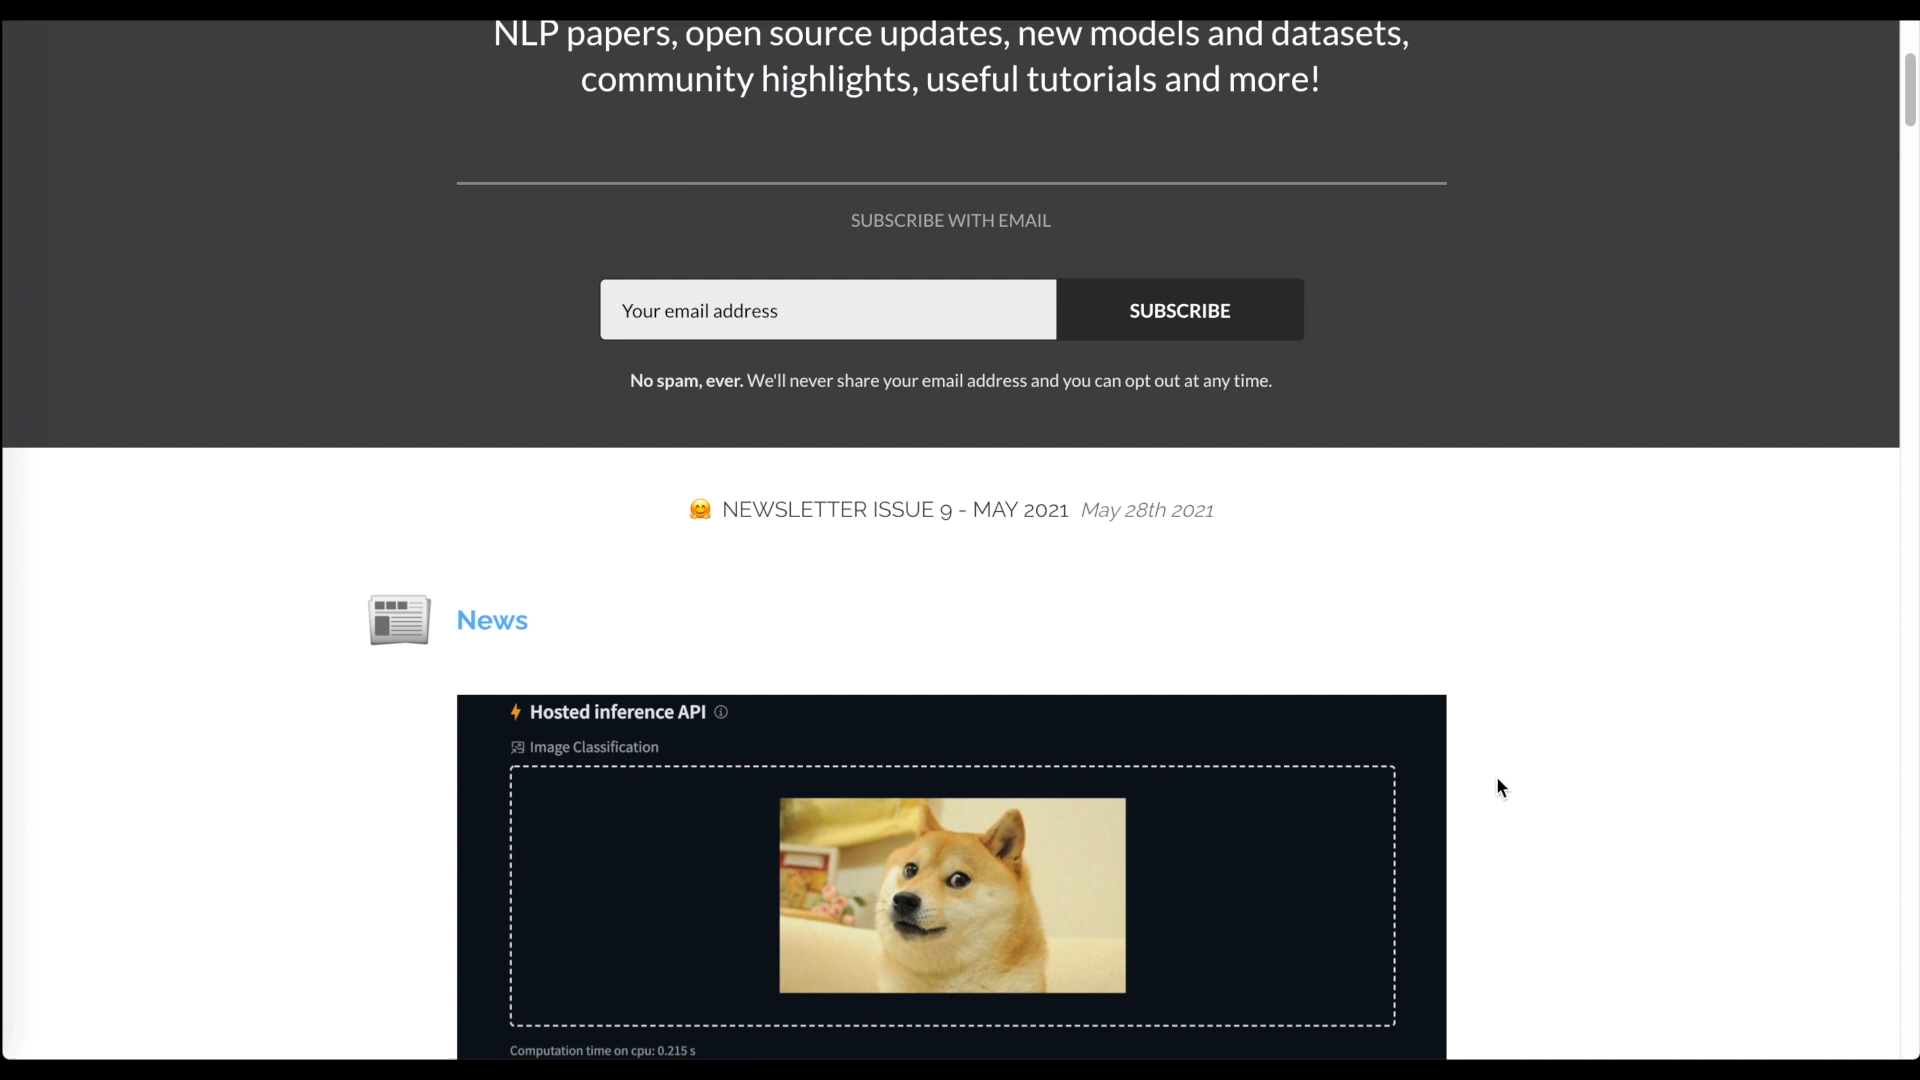 NLP papers, open source updates, new models and datasets,
community highlights, useful tutorials and more!
SUBSCRIBE WITH EMAIL
Your email address
SUBSCRIBE
No spam, ever. We'll never share your email address and you can opt out at any time.
🤗 NEWSLETTER ISSUE 9 - MAY 2021 May 28th 2021
News
Hosted inference API
Image Classification
Computation time on cpu: 0.215 s